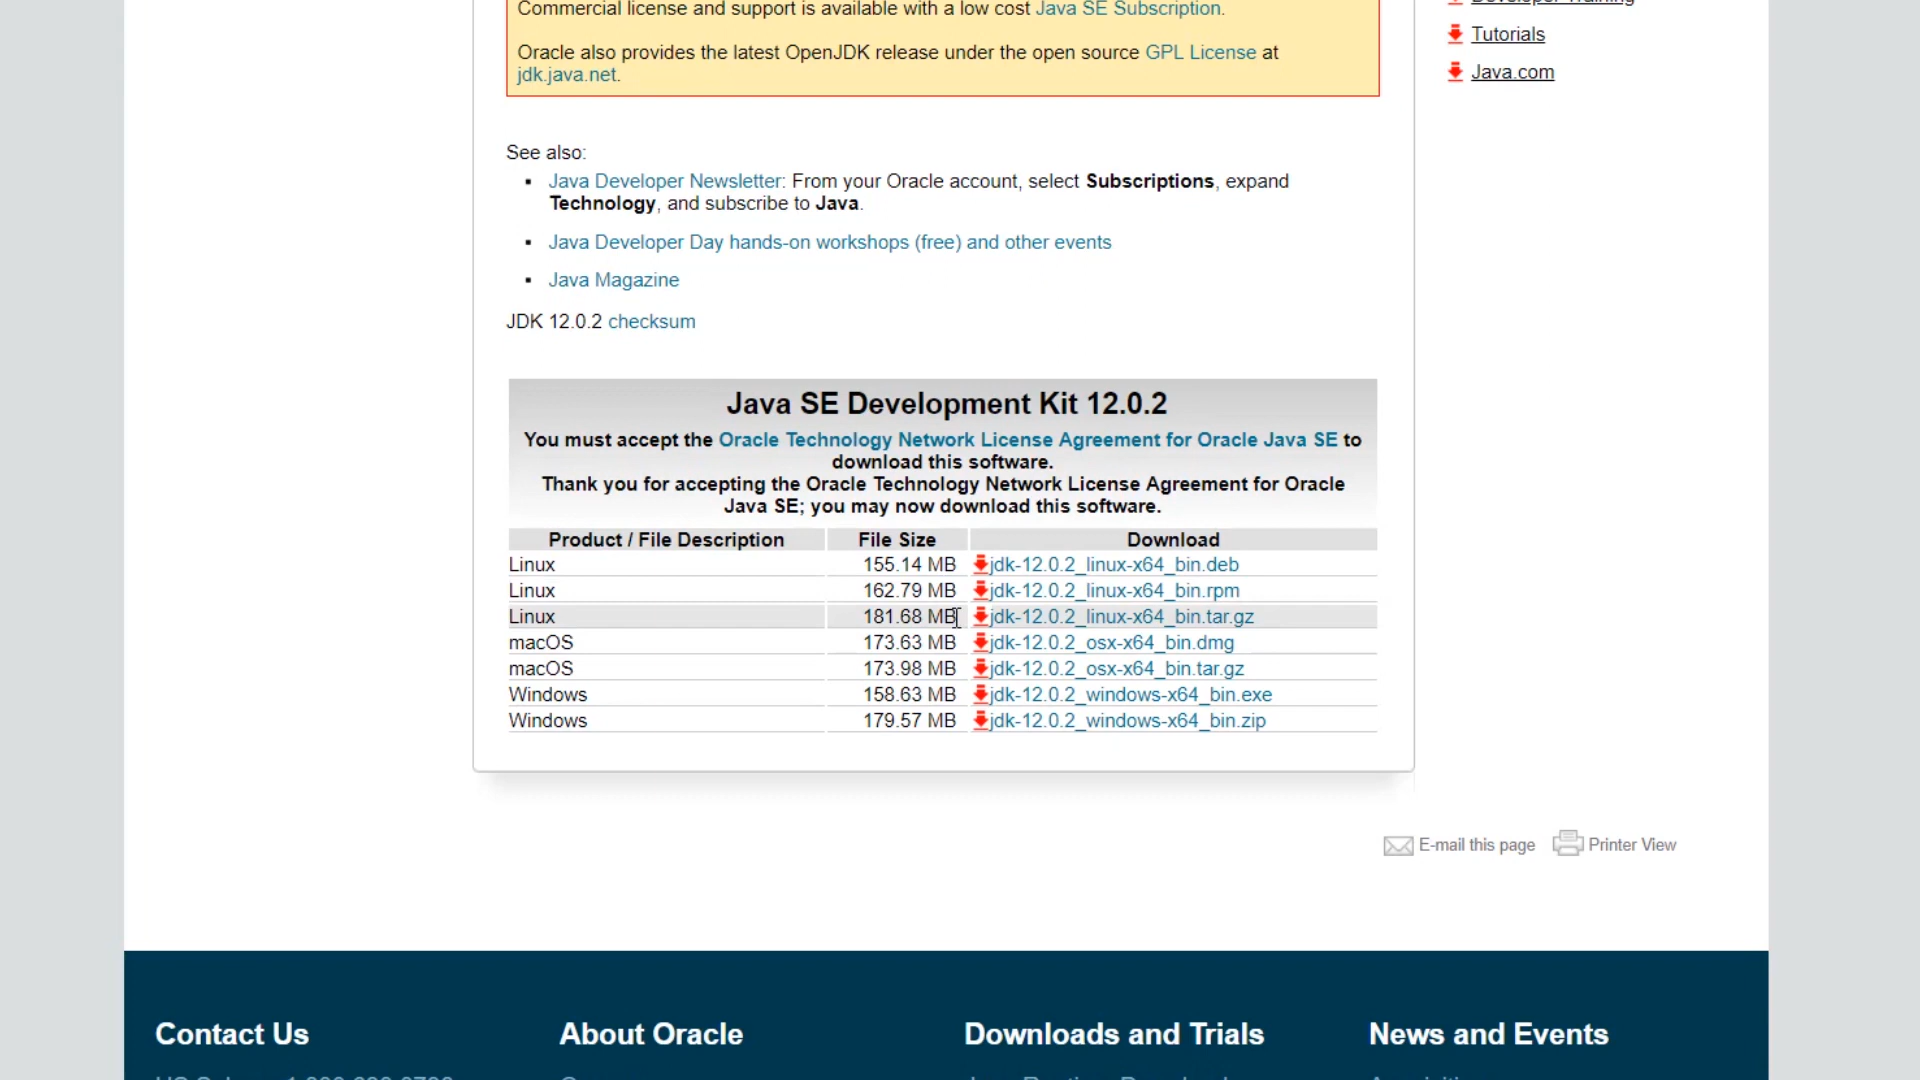 Commercial license and support is available with a low cost Java SE Subscription.
Oracle also provides the latest OpenJDK release under the open source GPL License at
jdk.java.net.
Tutorials
Java.com
See also:
▪ Java Developer Newsletter: From your Oracle account, select Subscriptions, expand
Technology, and subscribe to Java.
▪ Java Developer Day hands-on workshops (free) and other events
▪ Java Magazine
JDK 12.0.2 checksum
Java SE Development Kit 12.0.2
You must accept the Oracle Technology Network License Agreement for Oracle Java SE to
download this software.
Thank you for accepting the Oracle Technology Network License Agreement for Oracle
Java SE; you may now download this software.
Product / File Description File Size Download
Linux 155.14 MB jdk-12.0.2_linux-x64_bin.deb
Linux 162.79 MB jdk-12.0.2_linux-x64_bin.rpm
Linux 181.68 MB jdk-12.0.2_linux-x64_bin.tar.gz
macOS 173.63 MB jdk-12.0.2_osx-x64_bin.dmg
macOS 173.98 MB jdk-12.0.2_osx-x64_bin.tar.gz
Windows 158.63 MB jdk-12.0.2_windows-x64_bin.exe
Windows 179.57 MB jdk-12.0.2_windows-x64_bin.zip
E-mail this page Printer View
Contact Us About Oracle Downloads and Trials News and Events